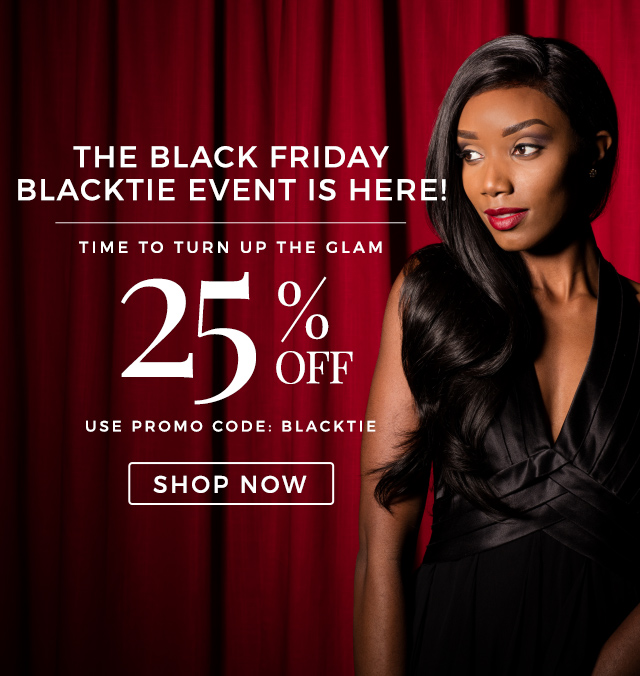 THE BLACK FRIDAY
BLACKTIE EVENT IS HERE!
TIME TO TURN UP THE GLAM
25% OFF
USE PROMO CODE: BLACKTIE
SHOP NOW